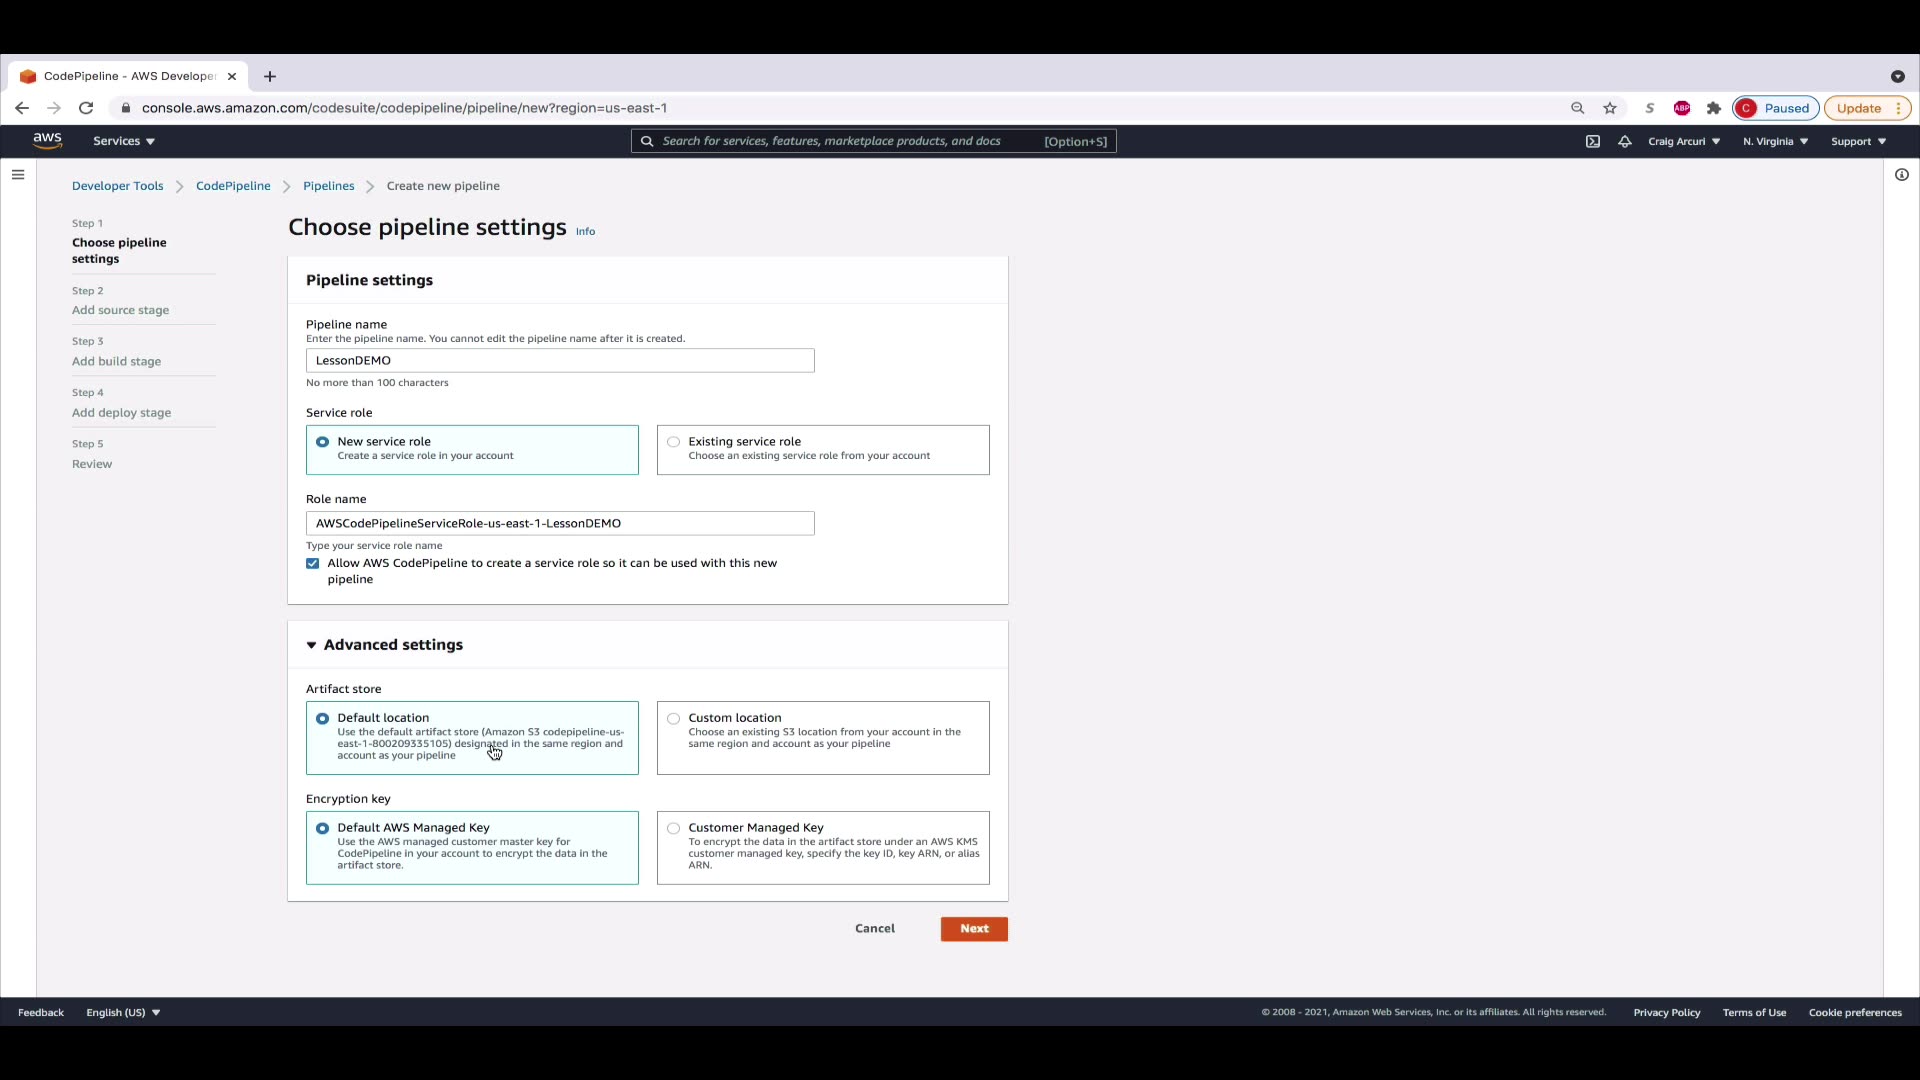 CodePipeline - AWS Develope
console.aws.amazon.com/codesuite/codepipeline/pipeline/new?region=us-east-1
S
ABP
C Paused
Update
aws
Services
Search for services, features, marketplace products, and docs [Option+S]
Craig Arcuri
N. Virginia
Support
Developer Tools
CodePipeline
Pipelines
Create new pipeline
Step 1
Choose pipeline
settings
Step 2
Add source stage
Step 3
Add build stage
Step 4
Add deploy stage
Step 5
Review
Choose pipeline settings Info
Pipeline settings
Pipeline name
Enter the pipeline name. You cannot edit the pipeline name after it is created.
LessonDEMO
No more than 100 characters
Service role
New service role
Create a service role in your account
Existing service role
Choose an existing service role from your account
Role name
AWSCodePipelineServiceRole-us-east-1-LessonDEMO
Type your service role name
Allow AWS CodePipeline to create a service role so it can be used with this new
pipeline
Advanced settings
Artifact store
Default location
Use the default artifact store (Amazon S3 codepipeline-us-
east-1-800209335105) designated in the same region and
account as your pipeline
Custom location
Choose an existing S3 location from your account in the
same region and account as your pipeline
Encryption key
Default AWS Managed Key
Use the AWS managed customer master key for
CodePipeline in your account to encrypt the data in the
artifact store.
Customer Managed Key
To encrypt the data in the artifact store under an AWS KMS
customer managed key, specify the key ID, key ARN, or alias
ARN.
Cancel
Next
Feedback
English (US)
© 2008 - 2021, Amazon Web Services, Inc. or its affiliates. All rights reserved.
Privacy Policy
Terms of Use
Cookie preferences